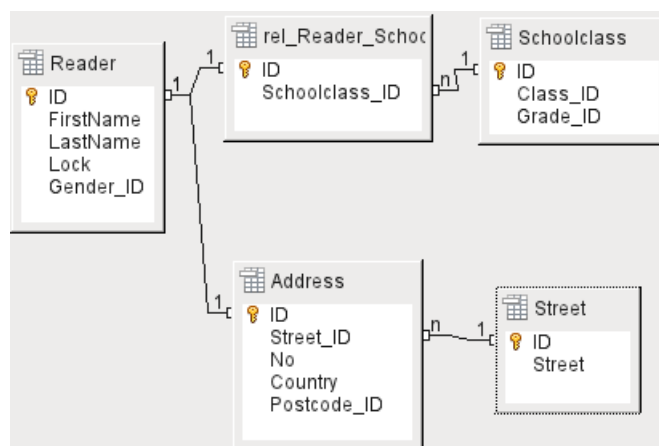 Reader
ID
FirstName
LastName
Lock
Gender_ID
1
1
rel_Reader_Schoo
ID
Schoolclass_ID
n
1
Schoolclass
ID
Class_ID
Grade_ID
1
Address
ID
Street_ID
No
Country
Postcode_ID
n
1
Street
ID
Street